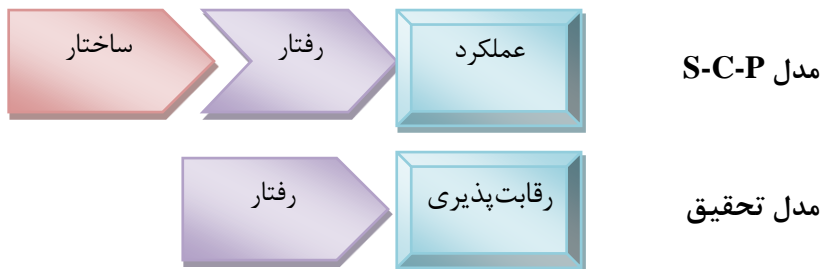 مدل S-C-P
ساختار
رفتار
عملکرد
مدل تحقیق
رفتار
رقابت‌پذیری